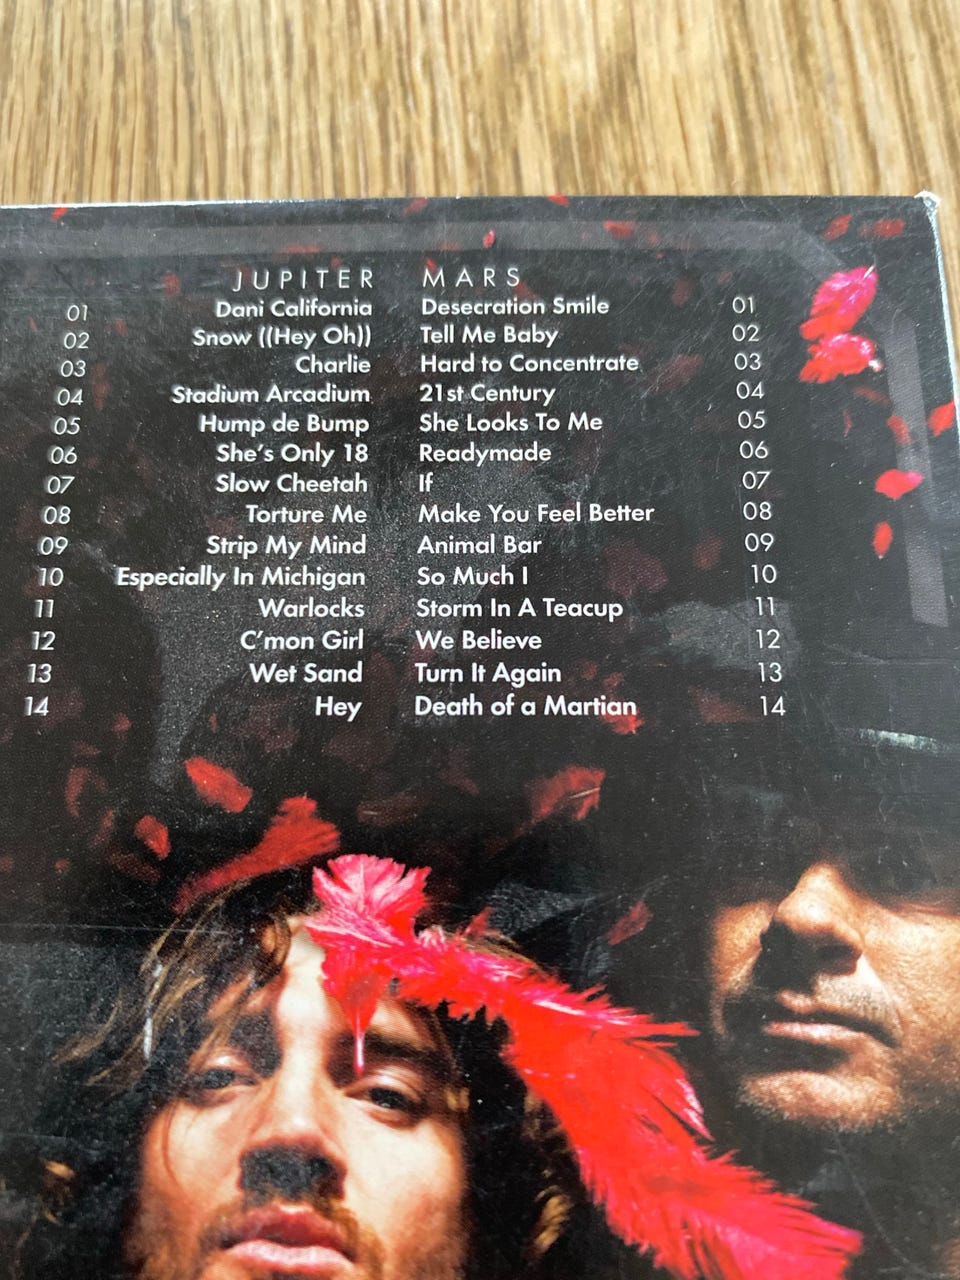 JUPITER MARS
01 Dani California Desecration Smile 01
02 Snow ((Hey Oh)) Tell Me Baby 02
03 Charlie Hard to Concentrate 03
04 Stadium Arcadium 21st Century 04
05 Hump de Bump She Looks To Me 05
06 She's Only 18 Readymade 06
07 Slow Cheetah If 07
08 Torture Me Make You Feel Better 08
09 Strip My Mind Animal Bar 09
10 Especially In Michigan So Much I 10
11 Warlocks Storm In A Teacup 11
12 C'mon Girl We Believe 12
13 Wet Sand Turn It Again 13
14 Hey Death of a Martian 14